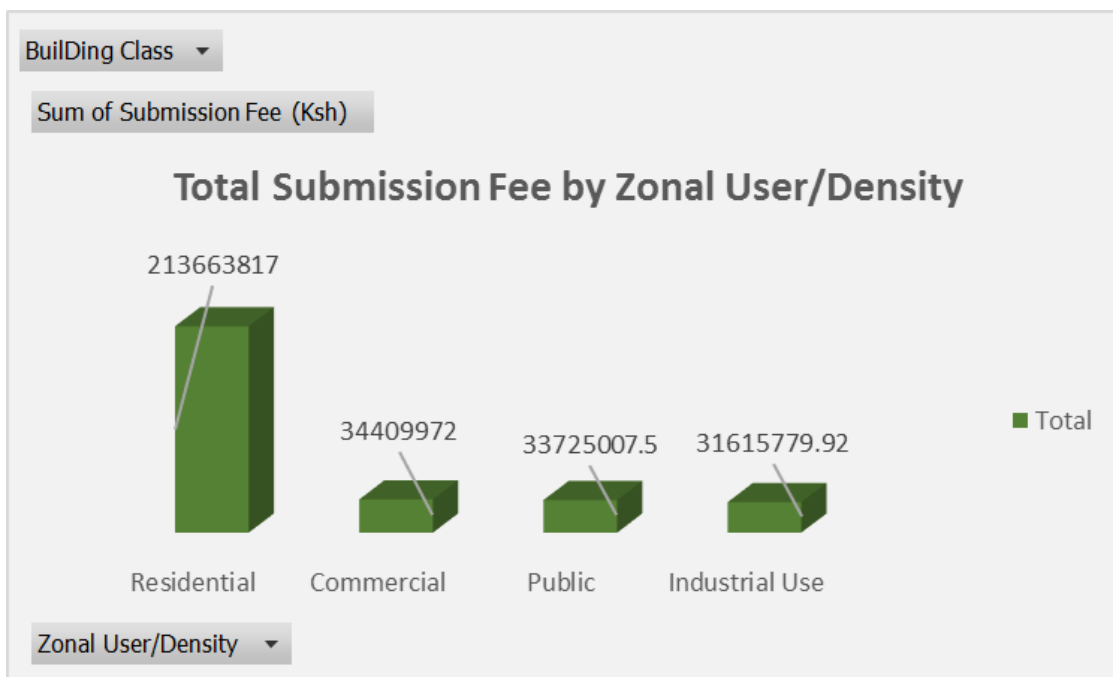 BuilDing Class
Sum of Submission Fee (Ksh)
Total Submission Fee by Zonal User/Density
213663817
34409972
33725007.5
31615779.92
Total
Residential
Commercial
Public
Industrial Use
Zonal User/Density